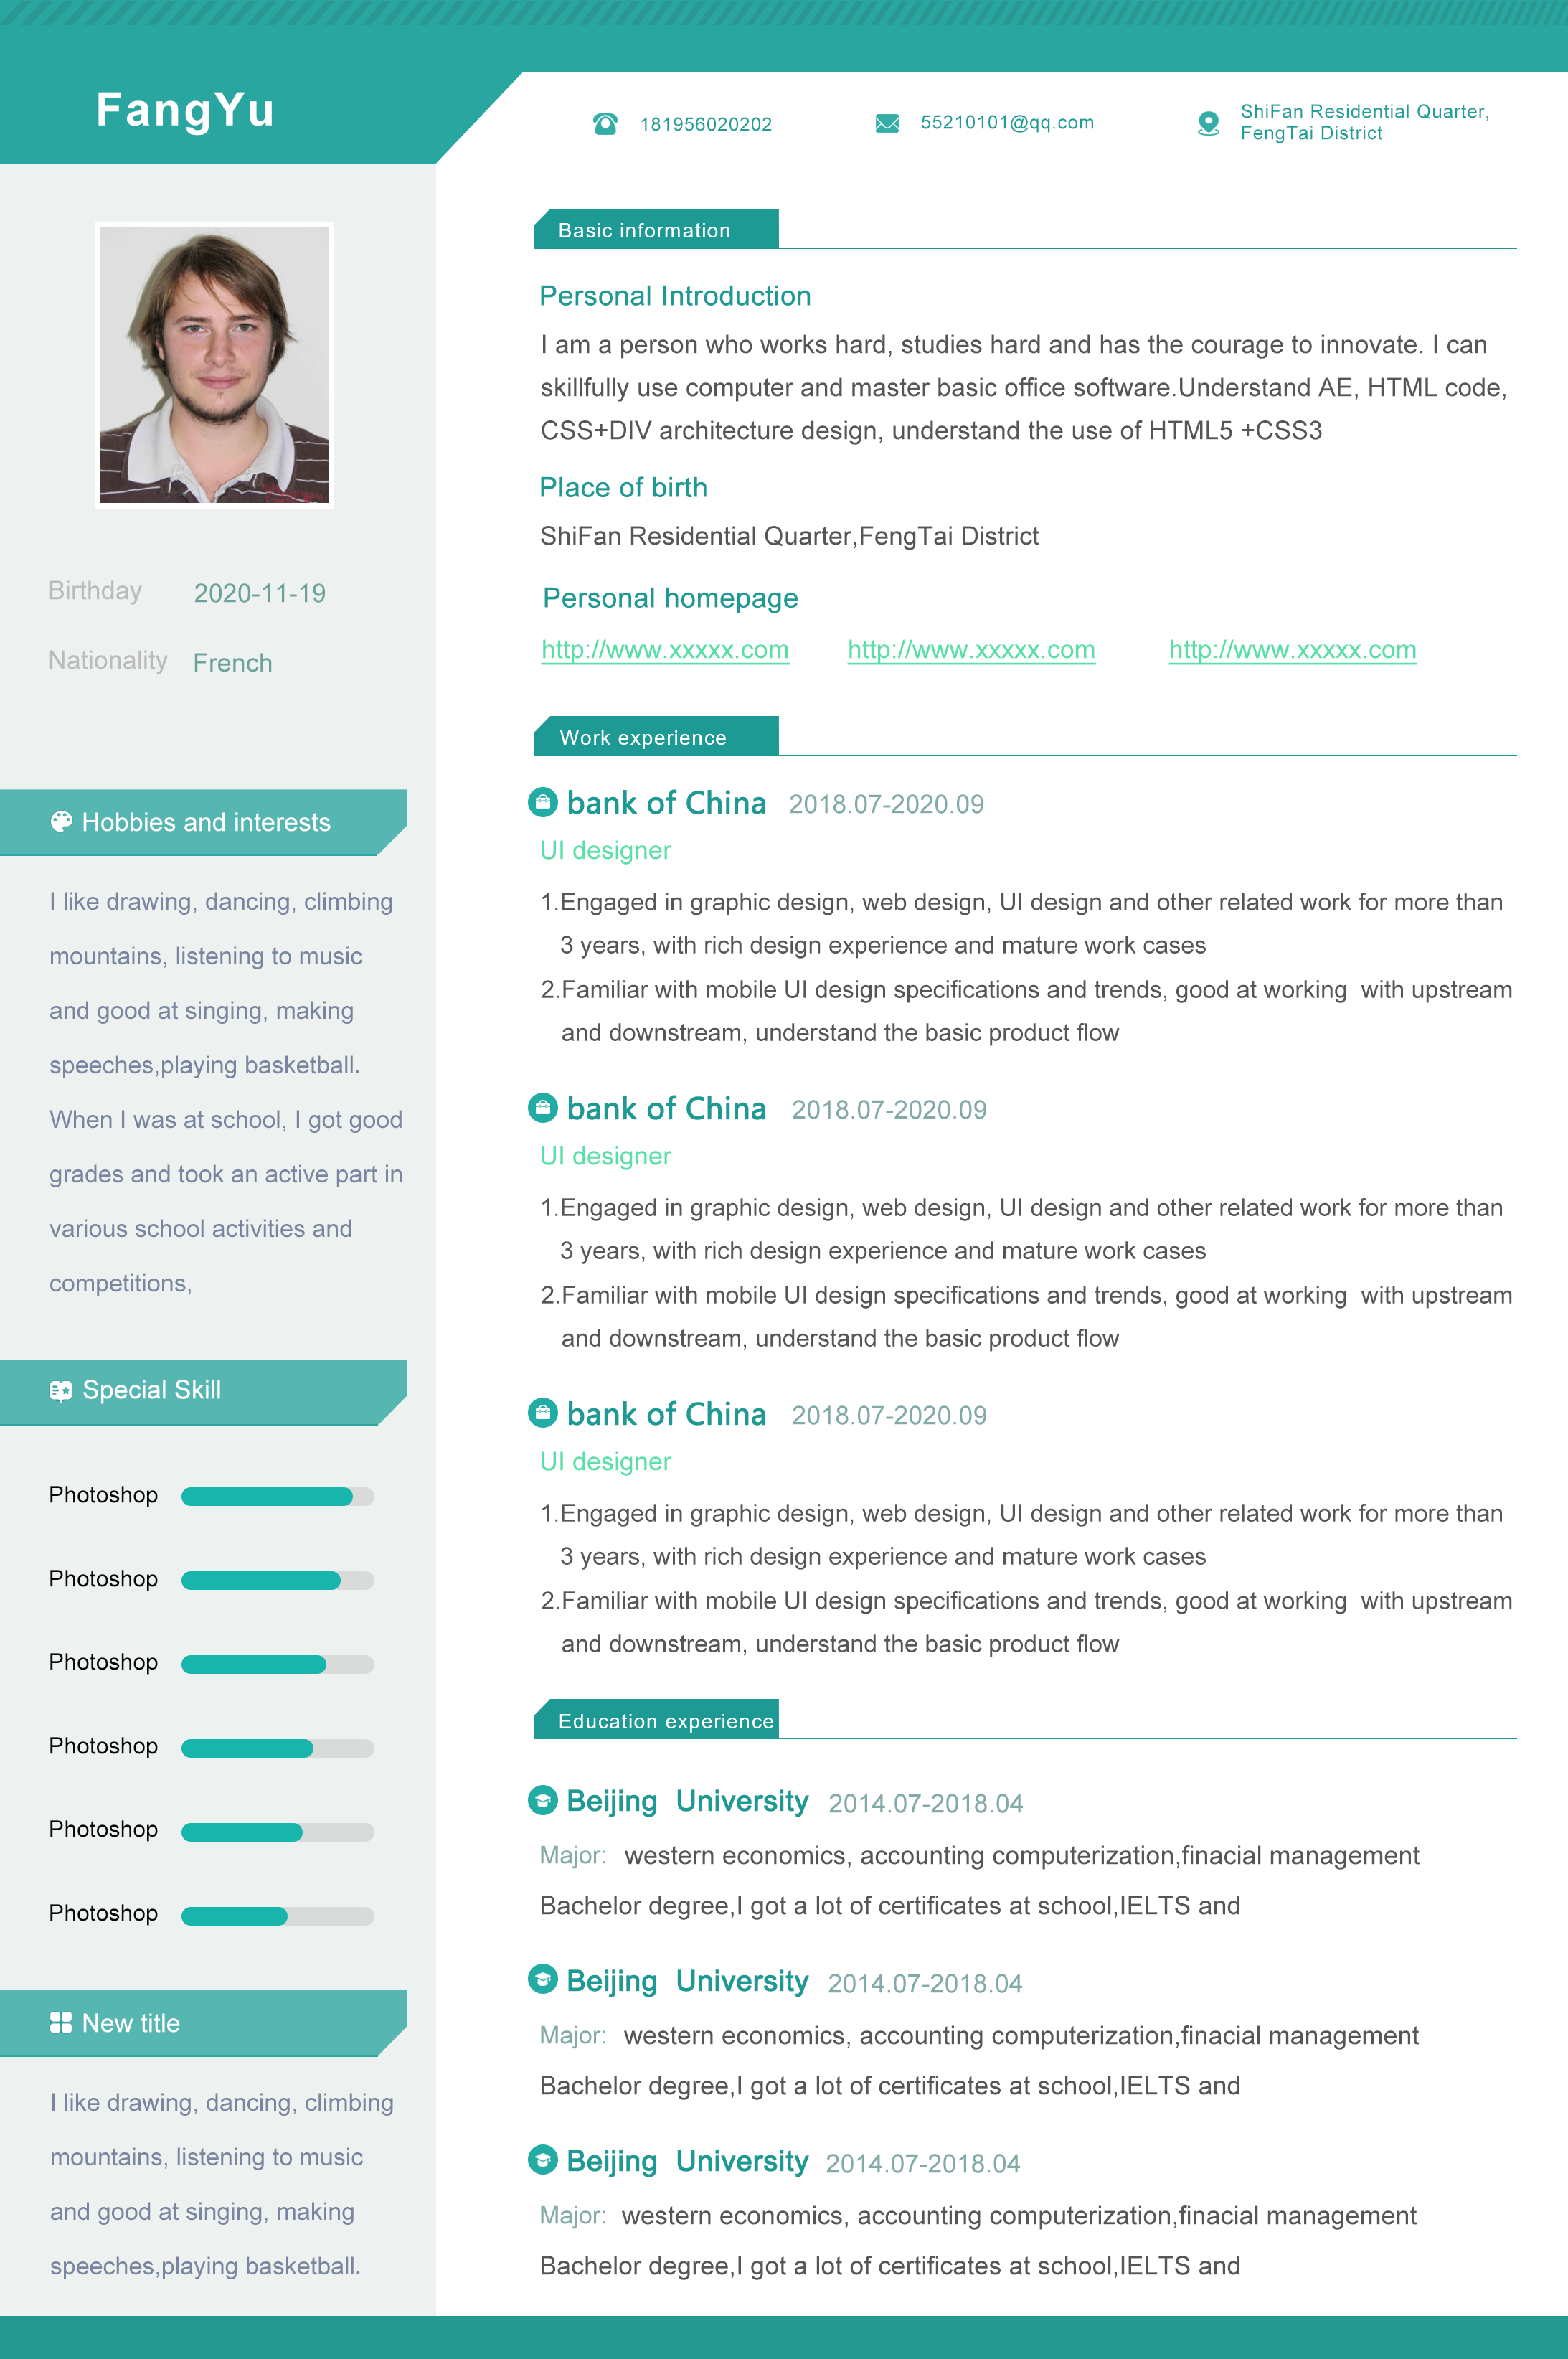 FangYu
181956020202
55210101@qq.com
ShiFan Residential Quarter,
FengTai District
Birthday 2020-11-19
Nationality French
Hobbies and interests
I like drawing, dancing, climbing
mountains, listening to music
and good at singing, making
speeches,playing basketball.
When I was at school, I got good
grades and took an active part in
various school activities and
competitions,
Special Skill
Photoshop
Photoshop
Photoshop
Photoshop
Photoshop
Photoshop
New title
I like drawing, dancing, climbing
mountains, listening to music
and good at singing, making
speeches,playing basketball.
Basic information
Personal Introduction
I am a person who works hard, studies hard and has the courage to innovate. I can
skillfully use computer and master basic office software.Understand AE, HTML code,
CSS+DIV architecture design, understand the use of HTML5 +CSS3
Place of birth
ShiFan Residential Quarter,FengTai District
Personal homepage
http://www.xxxxx.com http://www.xxxxx.com http://www.xxxxx.com
Work experience
bank of China 2018.07-2020.09
UI designer
1.Engaged in graphic design, web design, UI design and other related work for more than
3 years, with rich design experience and mature work cases
2.Familiar with mobile UI design specifications and trends, good at working  with upstream
and downstream, understand the basic product flow
bank of China 2018.07-2020.09
UI designer
1.Engaged in graphic design, web design, UI design and other related work for more than
3 years, with rich design experience and mature work cases
2.Familiar with mobile UI design specifications and trends, good at working  with upstream
and downstream, understand the basic product flow
bank of China 2018.07-2020.09
UI designer
1.Engaged in graphic design, web design, UI design and other related work for more than
3 years, with rich design experience and mature work cases
2.Familiar with mobile UI design specifications and trends, good at working  with upstream
and downstream, understand the basic product flow
Education experience
Beijing  University 2014.07-2018.04
Major: western economics, accounting computerization,finacial management
Bachelor degree,I got a lot of certificates at school,IELTS and
Beijing  University 2014.07-2018.04
Major: western economics, accounting computerization,finacial management
Bachelor degree,I got a lot of certificates at school,IELTS and
Beijing  University 2014.07-2018.04
Major: western economics, accounting computerization,finacial management
Bachelor degree,I got a lot of certificates at school,IELTS and